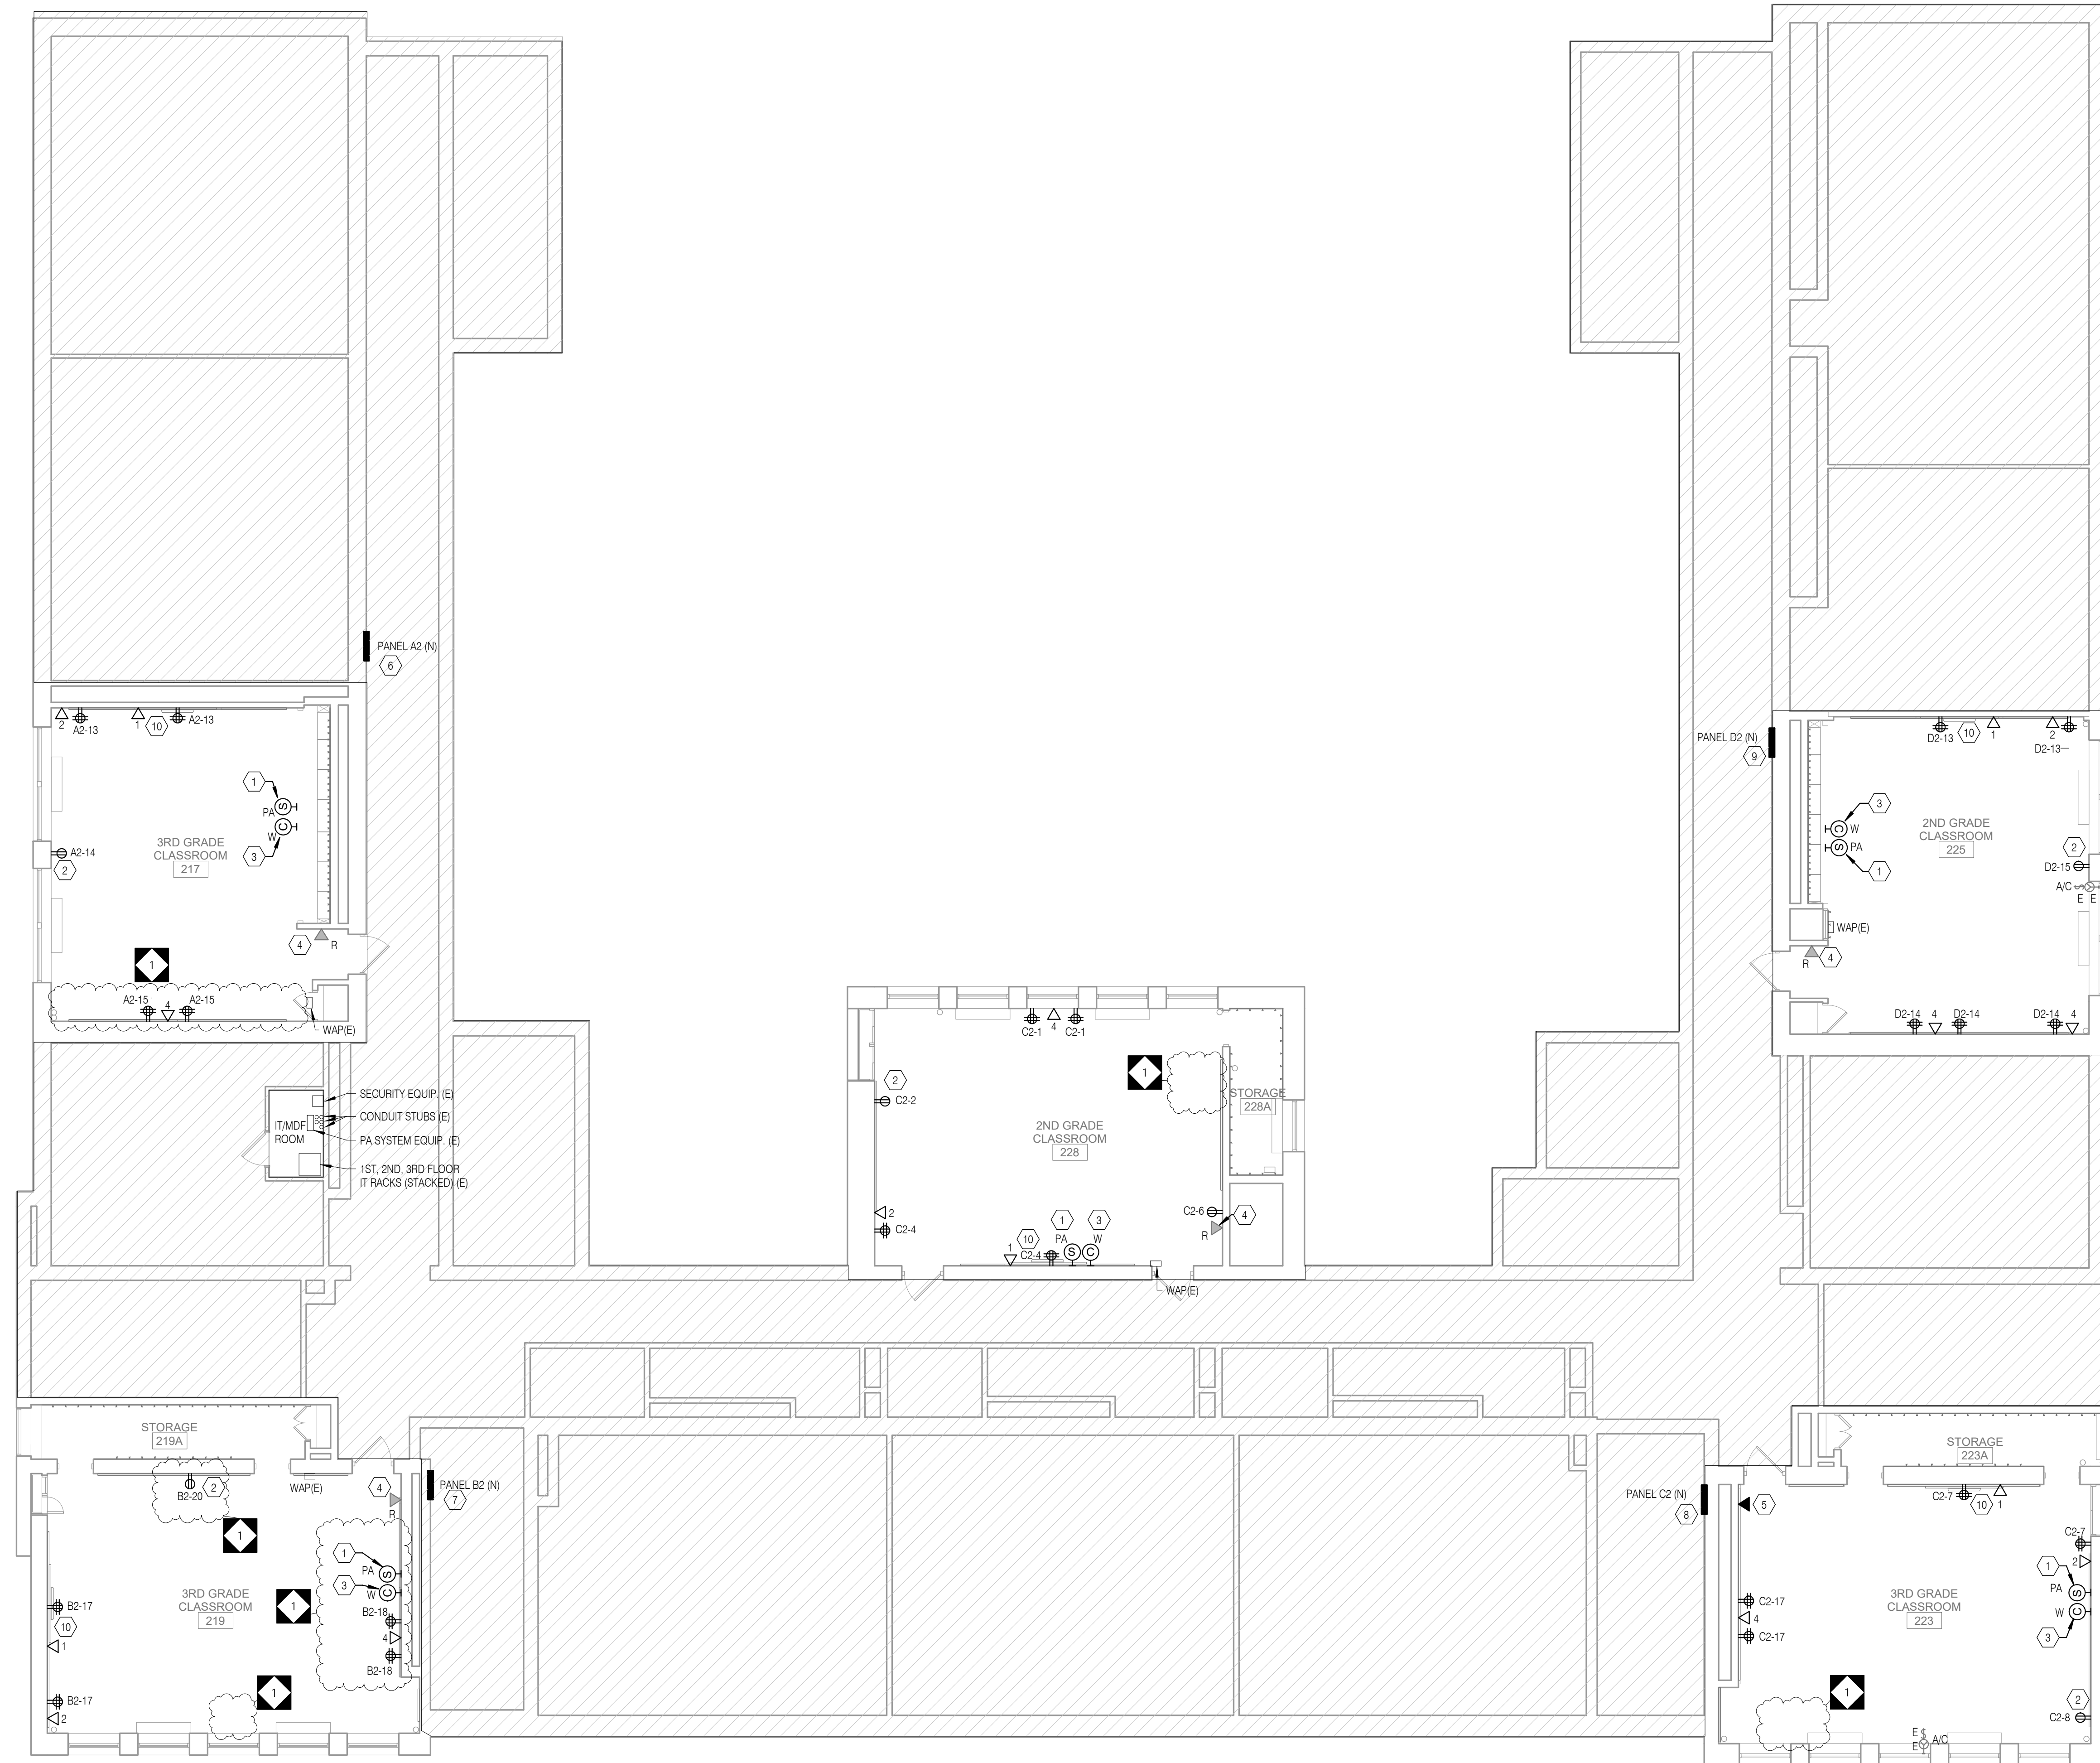 PANEL A2 (N)
6
2
A2-13
1
10
A2-13
1
S
PA
C
W
3
3RD GRADE
CLASSROOM
217
A2-14
2
4
R
1
A2-15
4
A2-15
WAP(E)
SECURITY EQUIP. (E)
CONDUIT STUBS (E)
IT/MDF
ROOM
PA SYSTEM EQUIP. (E)
1ST, 2ND, 3RD FLOOR
IT RACKS (STACKED) (E)
PANEL D2 (N)
9
D2-13
10
1
2
D2-13
3
C
W
S
PA
1
2ND GRADE
CLASSROOM
225
2
D2-15
A/C
E
E
WAP(E)
R
4
D2-14
4
D2-14
D2-14
4
C2-1
4
C2-1
2
C2-2
1
STORAGE
228A
2ND GRADE
CLASSROOM
228
2
C2-4
C2-6
4
R
1
10
C2-4
1
PA
S
3
W
C
WAP(E)
STORAGE
219A
B2-20
2
WAP(E)
4
R
PANEL B2 (N)
7
1
1
PA
S
3
W
C
1
3RD GRADE
CLASSROOM
219
B2-17
10
1
B2-18
4
B2-18
B2-17
2
1
STORAGE
223A
PANEL C2 (N)
8
5
C2-7
10
1
C2-7
2
1
PA
S
W
C
3
3RD GRADE
CLASSROOM
223
C2-17
4
C2-17
1
2
C2-8
E
E
A/C